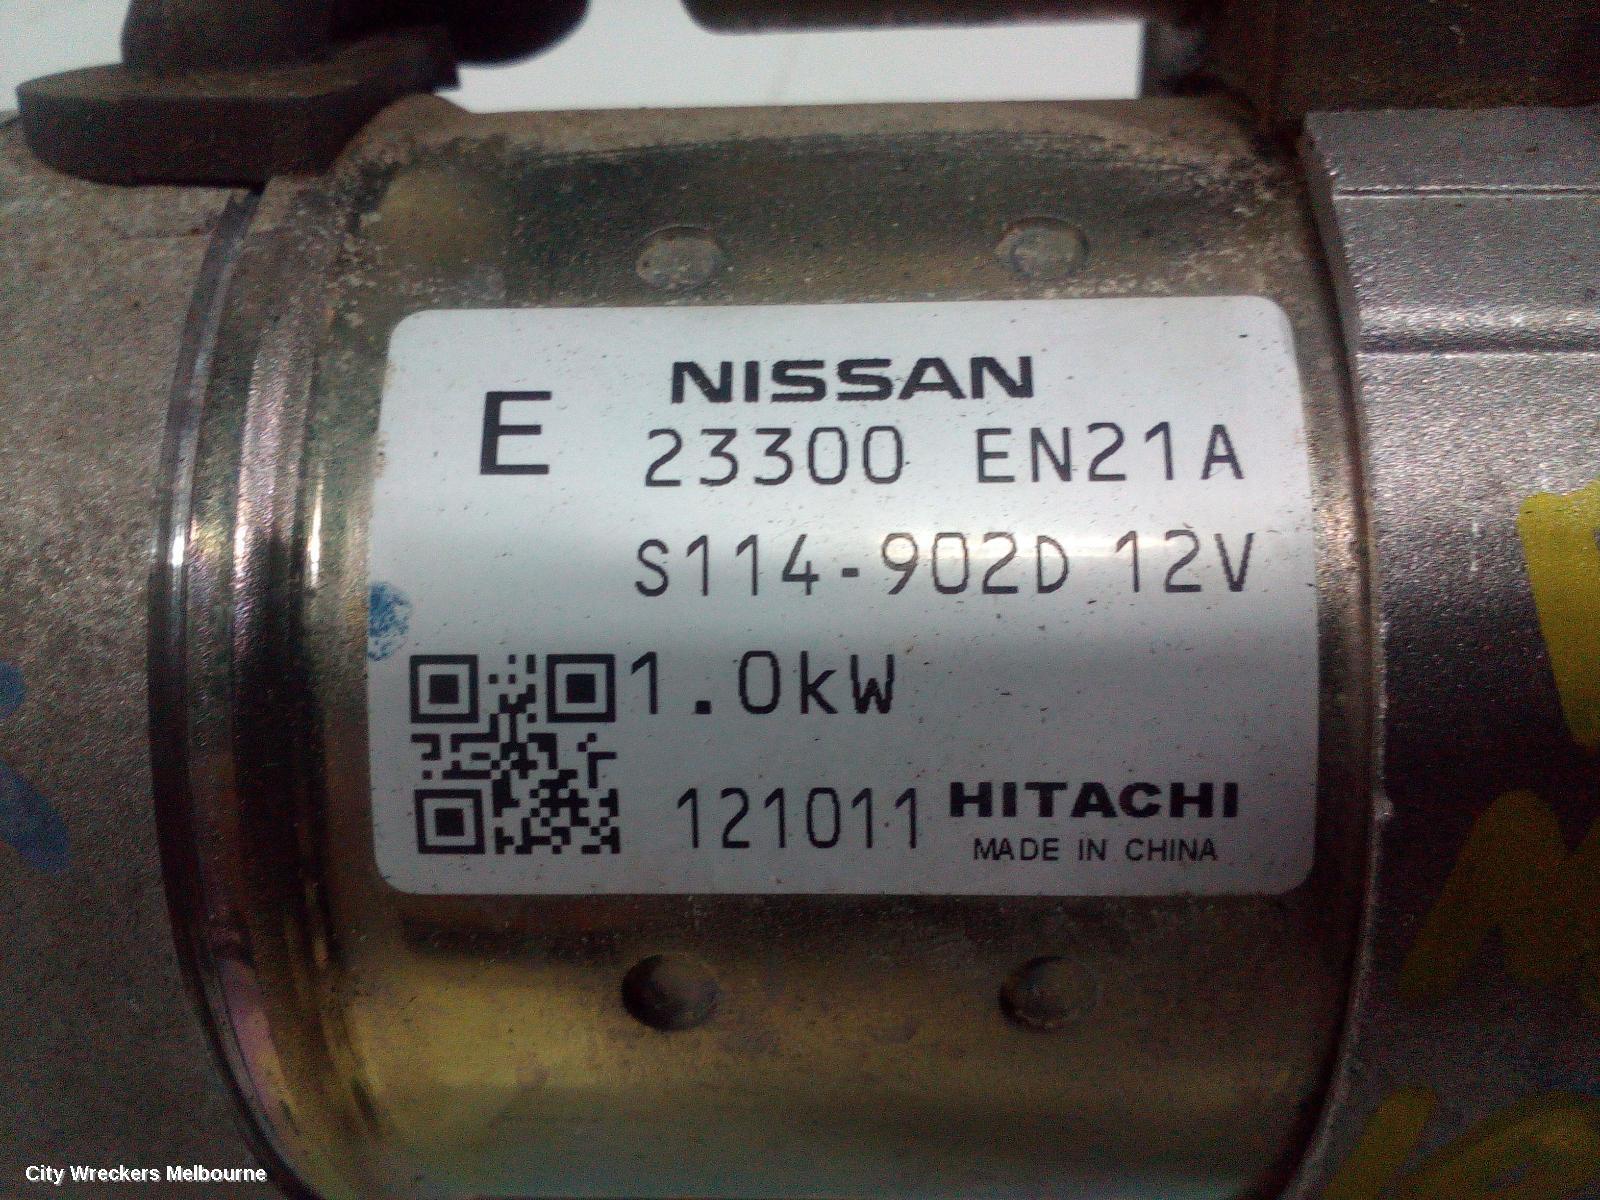 NISSAN
E 23300 EN21A
S114-902D 12V
1.0kW
121011 HITACHI
MADE IN CHINA
City Wreckers Melbourne